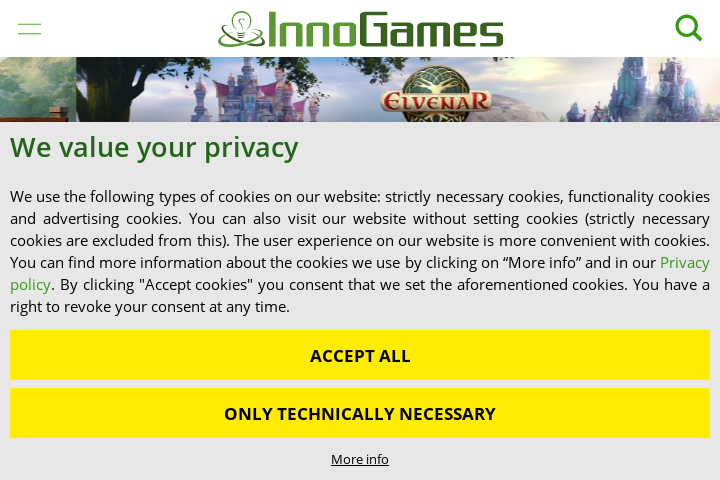 InnoGames
ELVENAR
We value your privacy
We use the following types of cookies on our website: strictly necessary cookies, functionality cookies
and advertising cookies. You can also visit our website without setting cookies (strictly necessary
cookies are excluded from this). The user experience on our website is more convenient with cookies.
You can find more information about the cookies we use by clicking on “More info” and in our Privacy
policy. By clicking "Accept cookies" you consent that we set the aforementioned cookies. You have a
right to revoke your consent at any time.
ACCEPT ALL
ONLY TECHNICALLY NECESSARY
More info